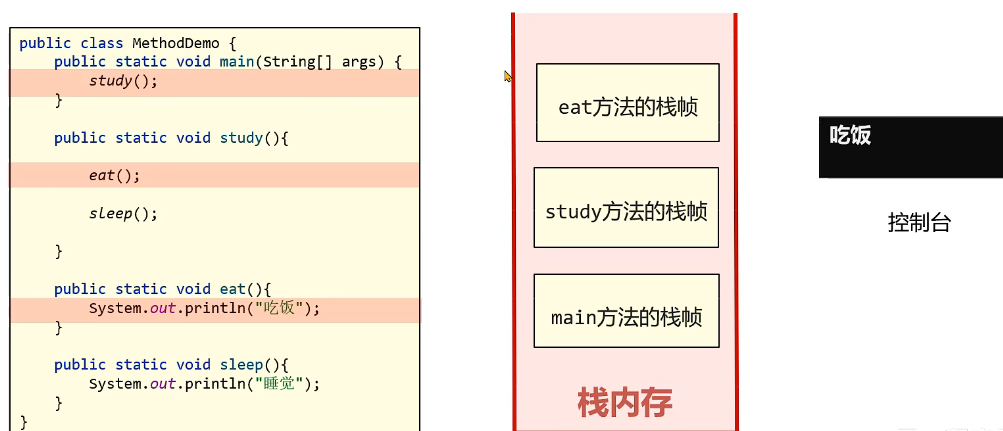 public class MethodDemo {
public static void main(String[] args) {
study();
}
public static void study(){
eat();
sleep();
}
public static void eat(){
System.out.println("吃饭");
}
public static void sleep(){
System.out.println("睡觉");
}
}
eat方法的栈帧
study方法的栈帧
main方法的栈帧
栈内存
吃饭
控制台